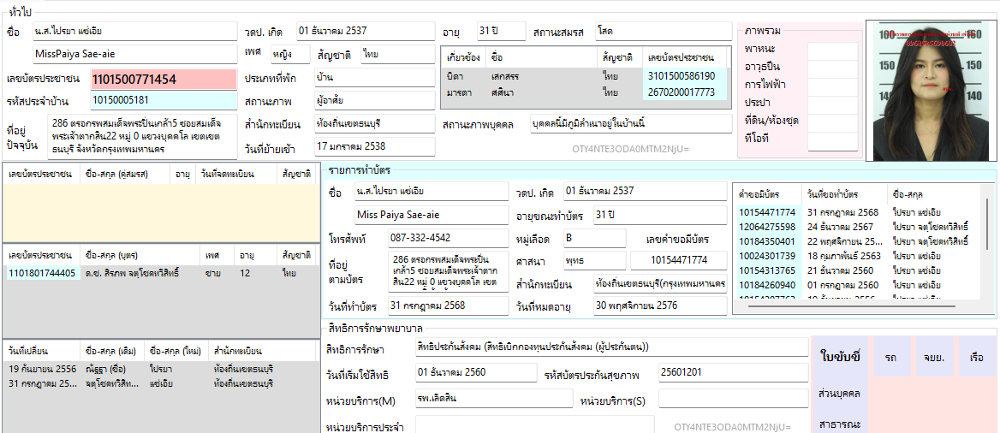 ทั่วไป
ชื่อ น.ส.ไปรยา แซ่เอีย วดป. เกิด 01 ธันวาคม 2537 อายุ 31 ปี สถานะสมรส โสด
MissPaiya Sae-aie เพศ หญิง สัญชาติ ไทย
เลขบัตรประชาชน 1101500771454 ประเภทที่พัก บ้าน
รหัสประจำบ้าน 10150005181 สถานะภาพ ผู้อาศัย
ที่อยู่ปัจจุบัน 286 ตรอกรพสมเด็จพระปิ่นเกล้า5 ซอยสมเด็จ
พระเจ้าตากสิน22 หมู่ 0 แขวงบุคคโล เขตเขต
ธนบุรี จังหวัดกรุงเทพมหานคร
สำนักทะเบียน ท้องถิ่นเขตธนบุรี
วันที่ย้ายเข้า 17 มกราคม 2538
เกี่ยวข้อง ชื่อ สัญชาติ เลขบัตรประชาชน
บิดา เสกสรร ไทย 3101500586190
มารดา ศศินา ไทย 2670200017773
สถานะภาพบุคคล บุคคลนี้มีภูมิลำเนาอยู่ในบ้านนี้
OTY4NTE3ODA0MTM2NjU=
ภาพรวม
พาหนะ
อาวุธปืน
การไฟฟ้า
ประปา
ที่ดิน/ห้องชุด
ทีโอที
160 160
150 150
140 140
เลขบัตรประชาชน ชื่อ-สกุล (คู่สมรส) อายุ วันที่จดทะเบียน สัญชาติ
เลขบัตรประชาชน ชื่อ-สกุล (บุตร) เพศ อายุ สัญชาติ
1101801744405 ด.ช. สิรภพ จตุโชคทวิสิทธิ์ ชาย 12 ไทย
วันที่เปลี่ยน ชื่อ-สกุล (เดิม) ชื่อ-สกุล (ใหม่) สำนักทะเบียน
19 กันยายน 2556 ณัฐฐา (ชื่อ) ไปรยา ท้องถิ่นเขตธนบุรี
31 กรกฎาคม 25... จตุโชคทวิสิท... แซ่เอีย ท้องถิ่นเขตธนบุรี
รายการทำบัตร
ชื่อ น.ส.ไปรยา แซ่เอีย วดป. เกิด 01 ธันวาคม 2537
Miss Paiya Sae-aie อายุขณะทำบัตร 31 ปี
โทรศัพท์ 087-332-4542 หมู่เลือด B เลขคำขอมีบัตร
ที่อยู่ตามบัตร 286 ตรอกรพสมเด็จพระปิ่น
เกล้า5 ซอยสมเด็จพระเจ้าตาก
สิน22 หมู่ 0 แขวงบุคคโล เขต
ศาสนา พุทธ 10154471774
สำนักทะเบียน ท้องถิ่นเขตธนบุรี(กรุงเทพมหานคร
วันที่ทำบัตร 31 กรกฎาคม 2568 วันที่หมดอายุ 30 พฤศจิกายน 2576
คำขอมีบัตร วันที่ขอทำบัตร ชื่อ-สกุล
10154471774 31 กรกฎาคม 2568 ไปรยา แซ่เอีย
12064275598 24 ธันวาคม 2567 ไปรยา จตุโชคทวิสิทธิ์
10184350401 22 พฤศจิกายน 25... ไปรยา จตุโชคทวิสิทธิ์
10024301739 18 กุมภาพันธ์ 2563 ไปรยา แซ่เอีย
10154313765 21 ธันวาคม 2560 ไปรยา แซ่เอีย
10184260940 01 กรกฎาคม 2560 ไปรยา แซ่เอีย
สิทธิการรักษาพยาบาล
สิทธิการรักษา สิทธิประกันสังคม (สิทธิเบิกกองทุนประกันสังคม (ผู้ประกันตน))
วันที่เริ่มใช้สิทธิ 01 ธันวาคม 2560 รหัสบัตรประกันสุขภาพ 25601201
หน่วยบริการ(M) รพ.เลิดสิน หน่วยบริการ(S)
หน่วยบริการประจำ OTY4NTE3ODA0MTM2NjU=
ใบขับขี่ รถ จยย. เรือ
ส่วนบุคคล
สาธารณะ